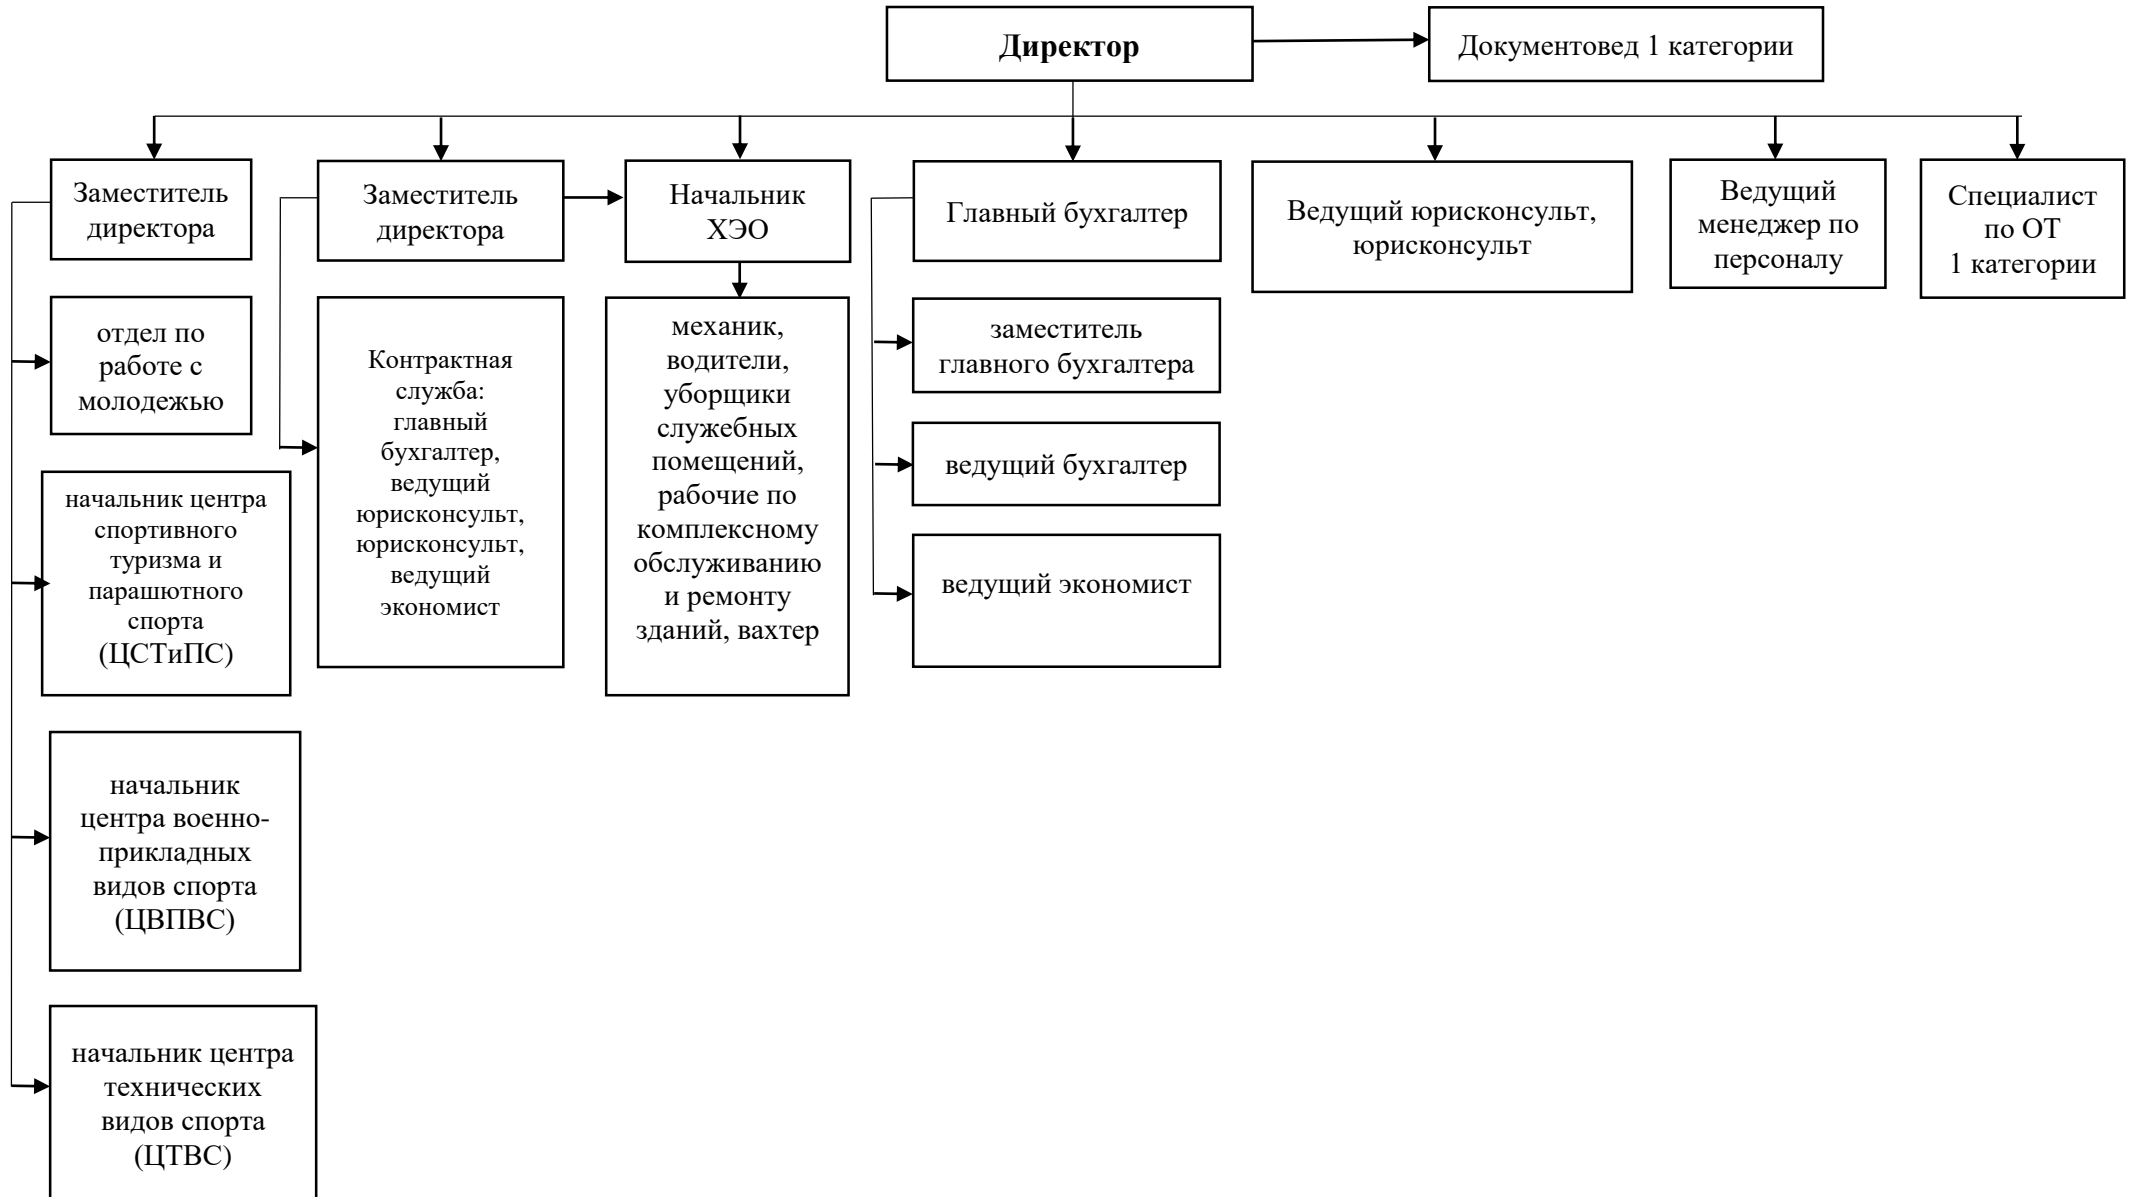 Директор
Документовед 1 категории
Заместитель
директора
Заместитель
директора
Начальник
ХЭО
Главный бухгалтер
Ведущий юрисконсульт,
юрисконсульт
Ведущий
менеджер по
персоналу
Специалист
по ОТ
1 категории
отдел по
работе с
молодежью
начальник центра
спортивного
туризма и
парашютного
спорта
(ЦСТиПС)
начальник
центра военно-
прикладных
видов спорта
(ЦВПВС)
начальник центра
технических
видов спорта
(ЦТВС)
Контрактная
служба:
главный
бухгалтер,
ведущий
юрисконсульт,
юрисконсульт,
ведущий
экономист
механик,
водители,
уборщики
служебных
помещений,
рабочие по
комплексному
обслуживанию
и ремонту
зданий, вахтер
заместитель
главного бухгалтера
ведущий бухгалтер
ведущий экономист